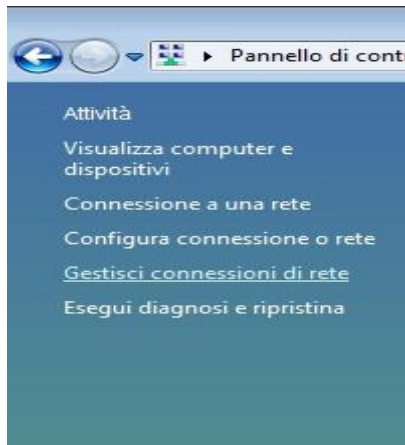 Pannello di cont
Attività
Visualizza computer e
dispositivi
Connessione a una rete
Configura connessione o rete
Gestisci connessioni di rete
Esegui diagnosi e ripristina